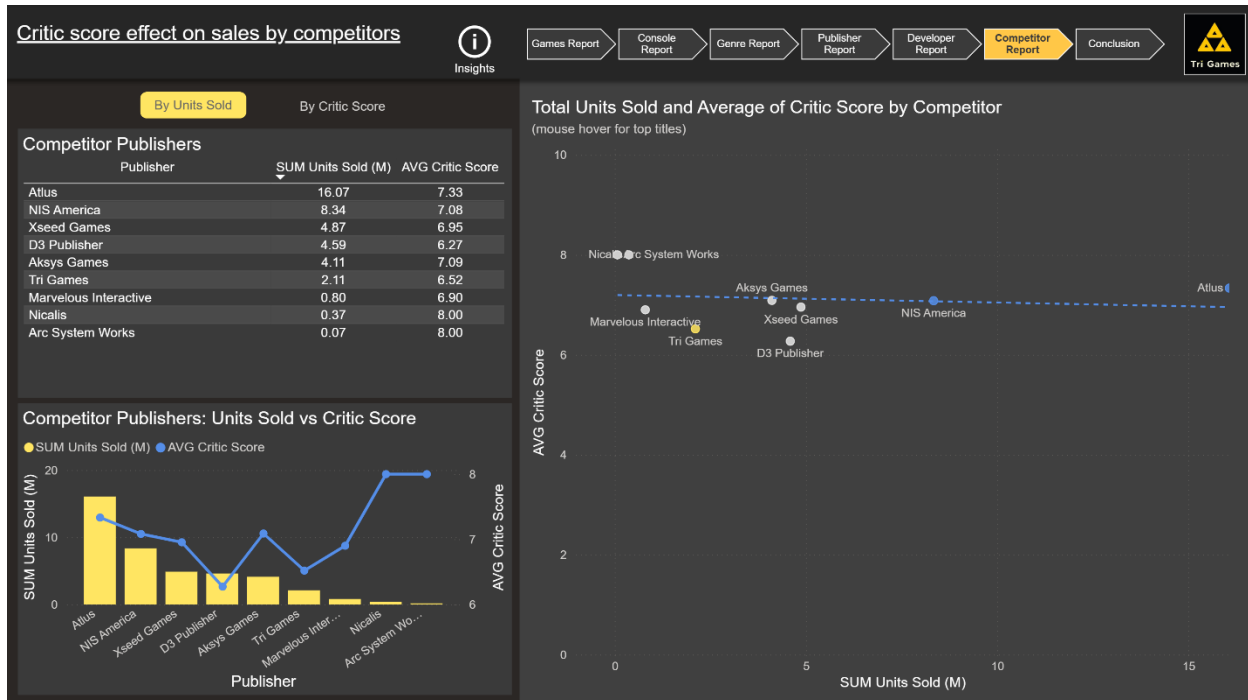 Critic score effect on sales by competitors
Insights
Games Report
Console
Report
Genre Report
Publisher
Report
Developer
Report
Competitor
Report
Conclusion
Tri Games
By Units Sold
By Critic Score
Competitor Publishers
Publisher SUM Units Sold (M) AVG Critic Score
Atlus 16.07 7.33
NIS America 8.34 7.08
Xseed Games 4.87 6.95
D3 Publisher 4.59 6.27
Aksys Games 4.11 7.09
Tri Games 2.11 6.52
Marvelous Interactive 0.80 6.90
Nicalis 0.37 8.00
Arc System Works 0.07 8.00
Competitor Publishers: Units Sold vs Critic Score
SUM Units Sold (M) AVG Critic Score
SUM Units Sold (M)
20
10
0
8
7
6
AVG Critic Score
Atlus
NIS America
Xseed Games
D3 Publisher
Aksys Games
Tri Games
Marvelous Inter...
Nicalis
Arc System Wo...
Publisher
Total Units Sold and Average of Critic Score by Competitor
(mouse hover for top titles)
AVG Critic Score
10
8
6
4
2
0
System Works
Aksys Games
Atlus
Marvelous Interactive
Xseed Games
NIS America
Tri Games
D3 Publisher
0 5 10 15
SUM Units Sold (M)